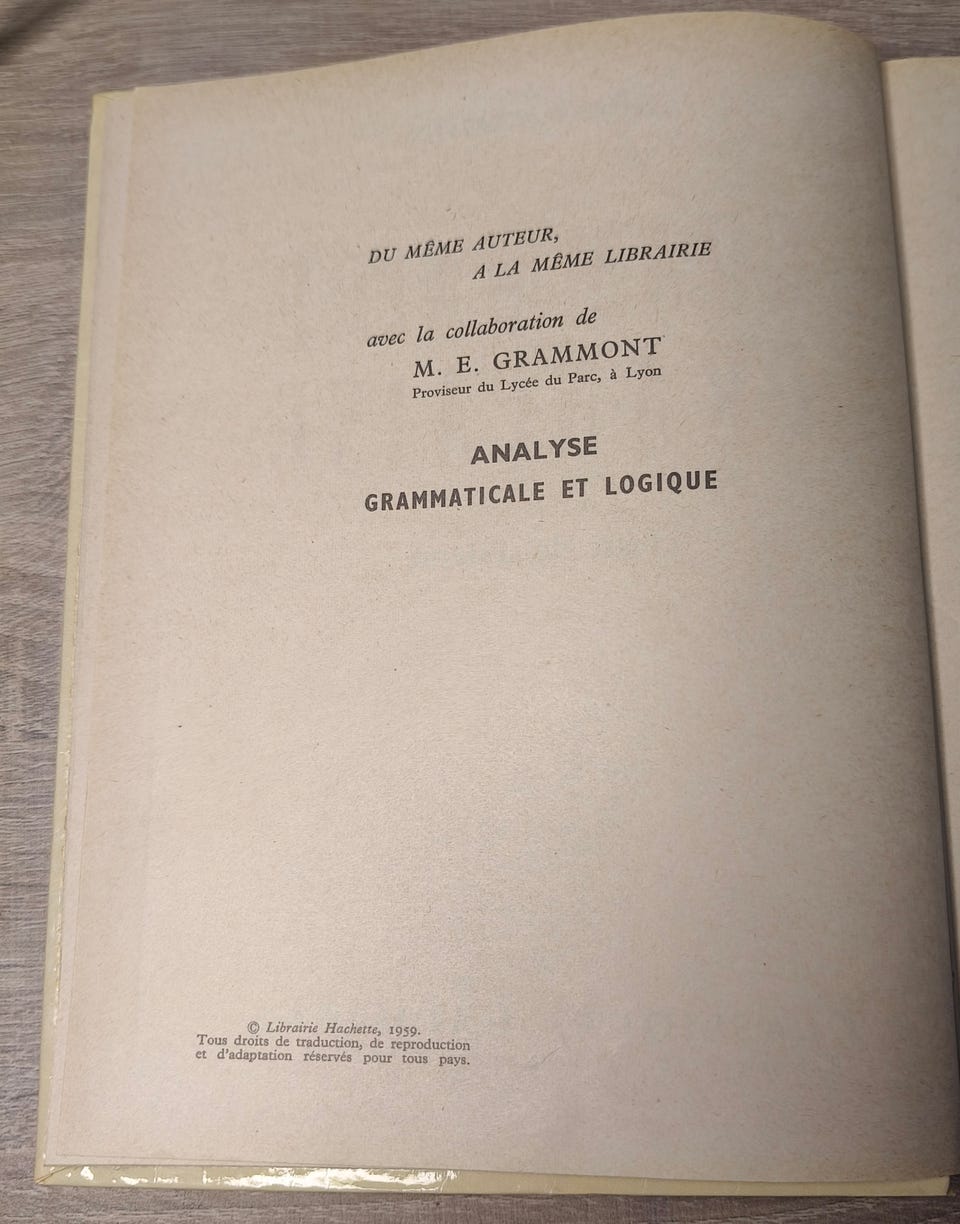 DU MÊME AUTEUR,
A LA MÊME LIBRAIRIE
avec la collaboration de
M. E. GRAMMONT
Proviseur du Lycée du Parc, à Lyon
ANALYSE
GRAMMATICALE ET LOGIQUE
© Librairie Hachette, 1959.
Tous droits de traduction, de reproduction
et d'adaptation réservés pour tous pays.